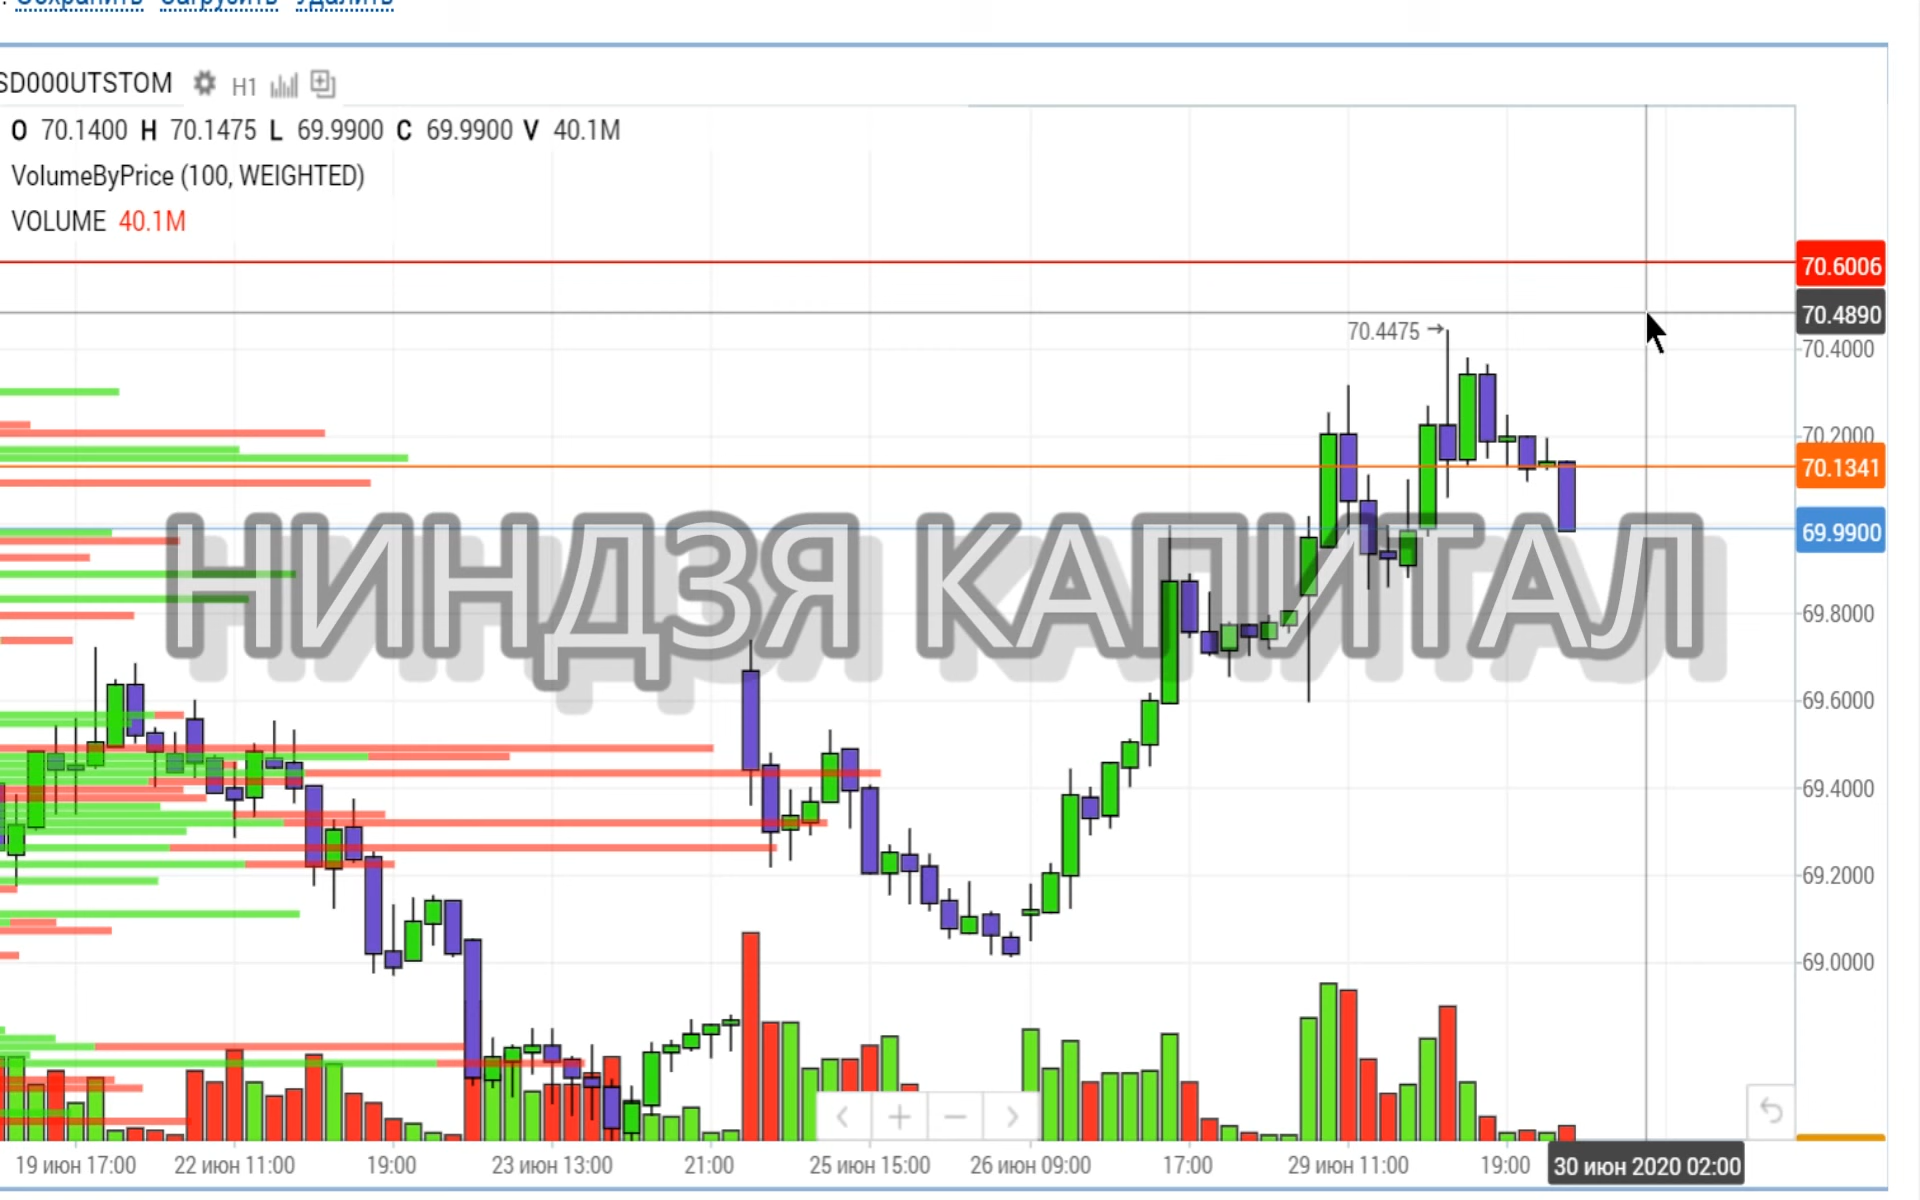 Сохранить Загрузить Удалить
SD000UTSTOM H1
O 70.1400 H 70.1475 L 69.9900 C 69.9900 V 40.1M
VolumeByPrice (100, WEIGHTED)
VOLUME 40.1M
70.6006
70.4890
70.4475
70.4000
70.2000
70.1341
69.9900
НИНДЗЯ КАПИТАЛ
69.8000
69.6000
69.4000
69.2000
69.0000
19 июн 17:00 22 июн 11:00 19:00 23 июн 13:00 21:00 25 июн 15:00 26 июн 09:00 17:00 29 июн 11:00 19:00 30 июн 2020 02:00